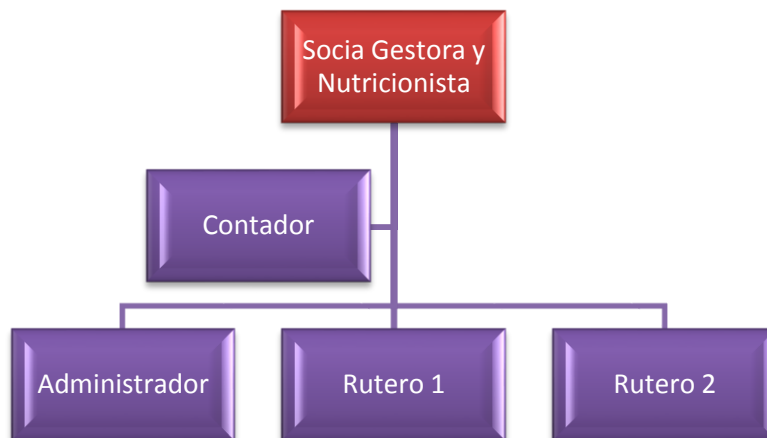 Socia Gestora y
Nutricionista
Contador
Administrador
Rutero 1
Rutero 2